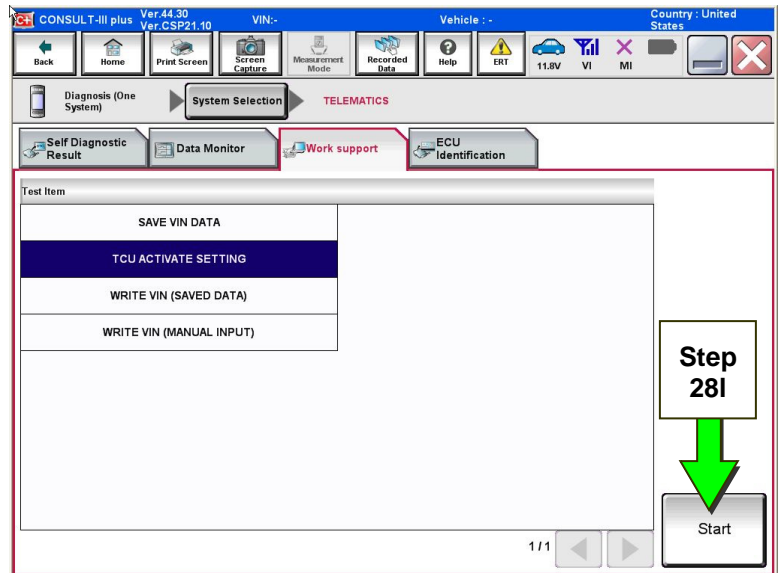 CONSULT-III plus Ver.44.30 VIN:- Vehicle : - Country : United
Ver.CSP21.10 States
Back
Home
Print Screen
Screen
Capture
Measurement
Mode
Recorded
Data
Help
ERT
11.8V
VI
MI
Diagnosis (One
System)
System Selection
TELEMATICS
Self Diagnostic
Result
Data Monitor
Work support
ECU
Identification
Test Item
SAVE VIN DATA
TCU ACTIVATE SETTING
WRITE VIN (SAVED DATA)
WRITE VIN (MANUAL INPUT)
Step
28I
Start
1/1